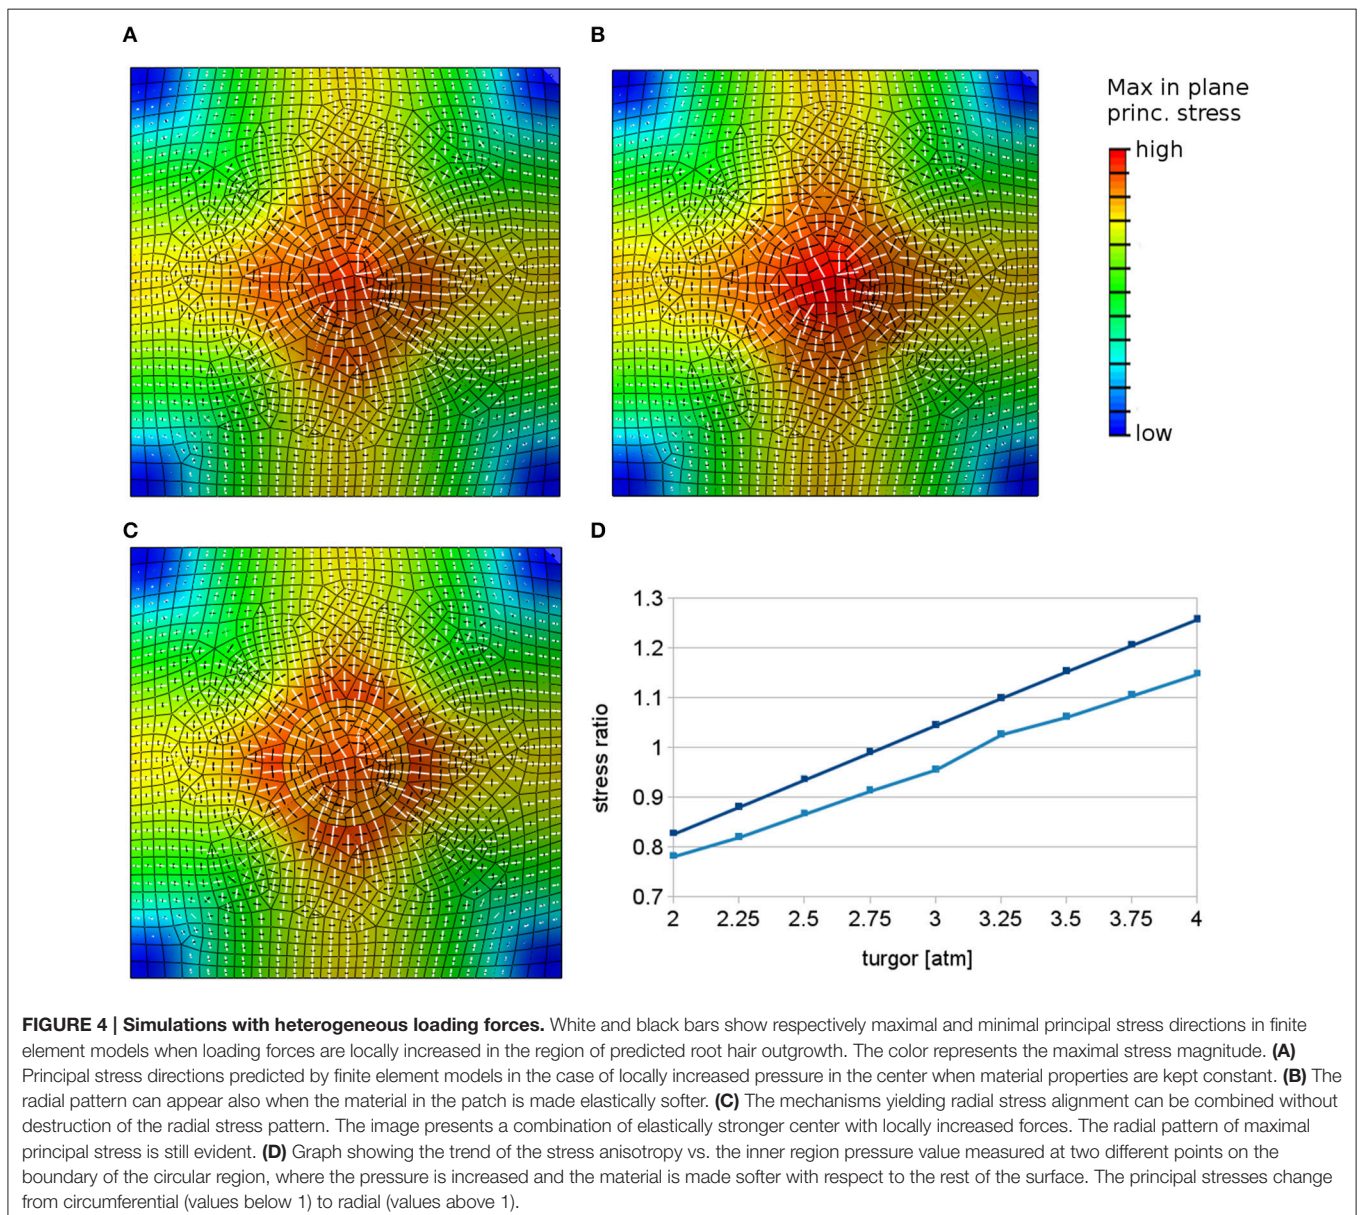 A
B
Max in plane
princ. stress
high
low
C
D
1.3
1.2
1.1
1
0.9
0.8
0.7
stress ratio
2 2.25 2.5 2.75 3 3.25 3.5 3.75 4
turgor [atm]
FIGURE 4 | Simulations with heterogeneous loading forces. White and black bars show respectively maximal and minimal principal stress directions in finite
element models when loading forces are locally increased in the region of predicted root hair outgrowth. The color represents the maximal stress magnitude. (A)
Principal stress directions predicted by finite element models in the case of locally increased pressure in the center when material properties are kept constant. (B) The
radial pattern can appear also when the material in the patch is made elastically softer. (C) The mechanisms yielding radial stress alignment can be combined without
destruction of the radial stress pattern. The image presents a combination of elastically stronger center with locally increased forces. The radial pattern of maximal
principal stress is still evident. (D) Graph showing the trend of the stress anisotropy vs. the inner region pressure value measured at two different points on the
boundary of the circular region, where the pressure is increased and the material is made softer with respect to the rest of the surface. The principal stresses change
from circumferential (values below 1) to radial (values above 1).